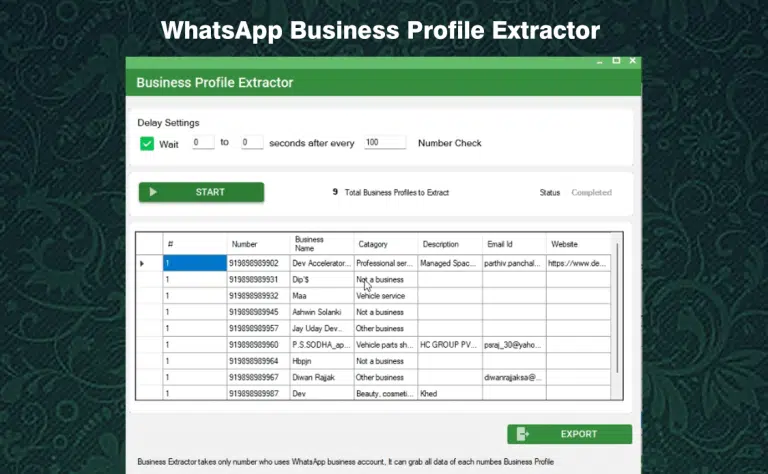 WhatsApp Business Profile Extractor
Business Profile Extractor
Delay Settings
Wait 0 to 0 seconds after every 100 Number Check
START 9 Total Business Profiles to Extract Status Completed
# Number Business Name Catagory Description Email Id Website
1 919898989902 Dev Accelerator... Professional ser... Managed Spac... parthiv.panchal... https://www.de...
1 919898989931 Dip'$ Not a business
1 919898989932 Maa Vehicle service
1 919898989945 Ashwin Solanki Not a business
1 919898989957 Jay Uday Dev... Other business
1 919898989960 P.S.SODHA_ap... Vehicle parts sh... HC GROUP PV... psraj_30@yaho...
1 919898989964 Hbpjn Not a business
1 919898989967 Diwan Rajjak Other business diwanrajjaksa@...
1 919898989987 Dev Beauty, cosmeti... Khed
EXPORT
Business Extractor takes only number who uses WhatsApp business account, It can grab all data of each numbes Business Profile